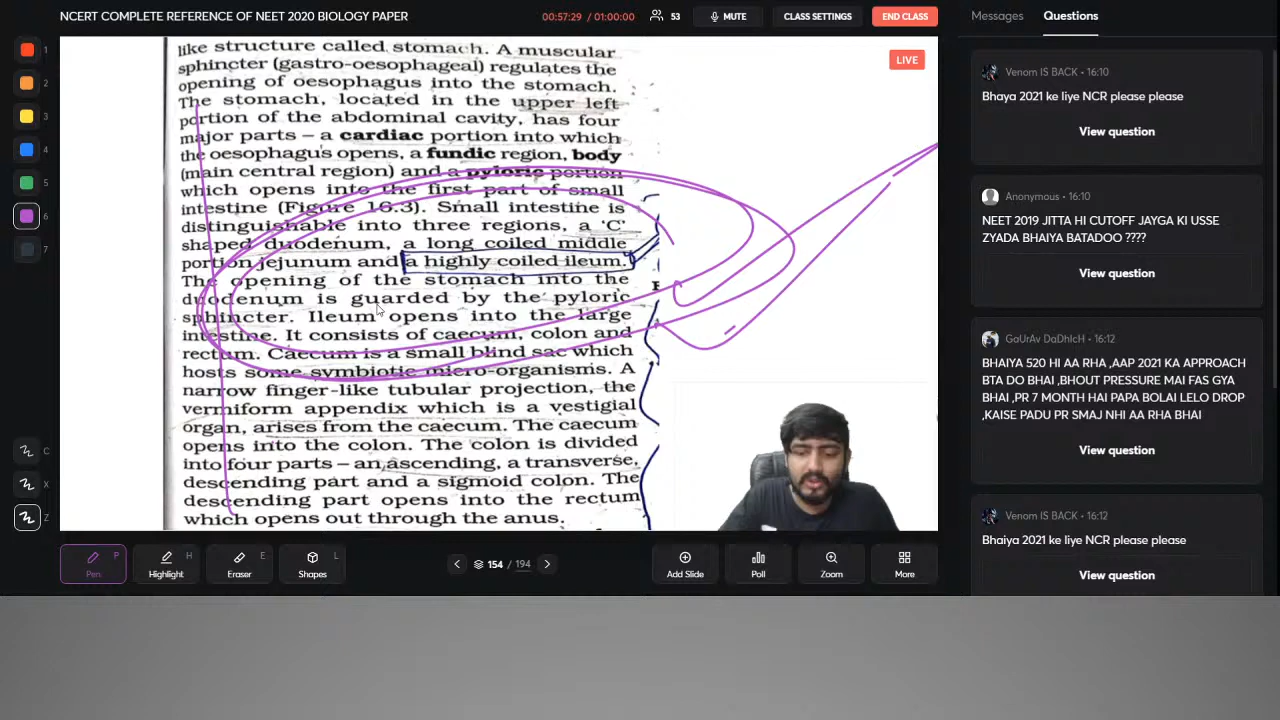 NCERT COMPLETE REFERENCE OF NEET 2020 BIOLOGY PAPER
00:57:29 / 01:00:00
53
MUTE
CLASS SETTINGS
END CLASS
Messages
Questions
LIVE
1
2
3
4
5
6
7
C
X
Z
like structure called stomach. A muscular
sphincter (gastro-oesophageal) regulates the
opening of oesophagus into the stomach.
The stomach, located in the upper left
portion of the abdominal cavity, has four
major parts – a cardiac portion into which
the oesophagus opens, a fundic region, body
(main central region) and a pyloric portion
which opens into the first part of small
intestine (Figure 16.3). Small intestine is
distinguishable into three regions, a 'C'
shaped duodenum, a long coiled middle
portion jejunum and a highly coiled ileum.
The opening of the stomach into the
duodenum is guarded by the pyloric
sphincter. Ileum opens into the large
intestine. It consists of caecum, colon and
rectum. Caecum is a small blind sac which
hosts some symbiotic micro-organisms. A
narrow finger-like tubular projection, the
vermiform appendix which is a vestigial
organ, arises from the caecum. The caecum
opens into the colon. The colon is divided
into four parts – an ascending, a transverse,
descending part and a sigmoid colon. The
descending part opens into the rectum
which opens out through the anus.
Venom IS BACK • 16:10
Bhaya 2021 ke liye NCR please please
View question
Anonymous • 16:10
NEET 2019 JITTA HI CUTOFF JAYGA KI USSE
ZYADA BHAIYA BATADOO ????
View question
GaUrAv DaDhIcH • 16:12
BHAIYA 520 HI AA RHA ,AAP 2021 KA APPROACH
BTA DO BHAI ,BHOUT PRESSURE MAI FAS GYA
BHAI ,PR 7 MONTH HAI PAPA BOLAI LELO DROP
,KAISE PADU PR SMAJ NHI AA RHA BHAI
View question
Venom IS BACK • 16:12
Bhaiya 2021 ke liye NCR please please
View question
Pen P
Highlight H
Eraser E
Shapes L
154 / 194
Add Slide
Poll
Zoom
More